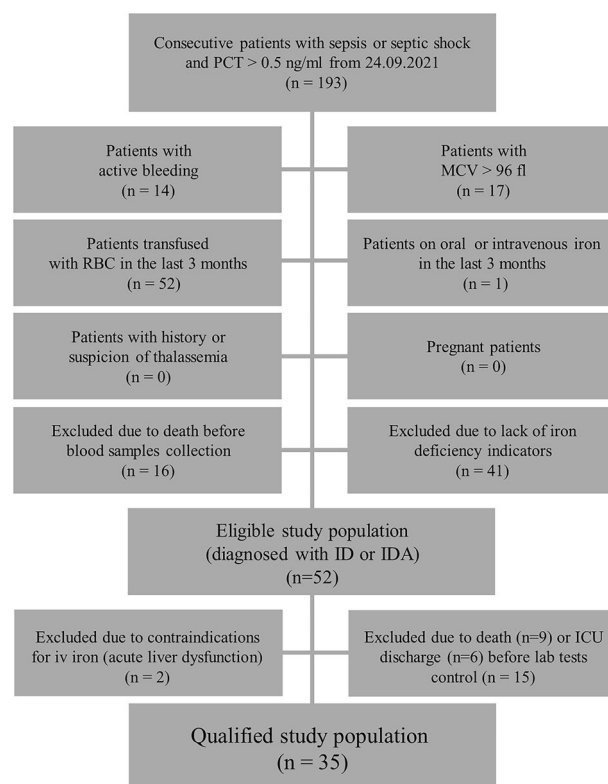 Consecutive patients with sepsis or septic shock
and PCT > 0.5 ng/ml from 24.09.2021
(n = 193)
Patients with
active bleeding
(n = 14)
Patients with
MCV > 96 fl
(n = 17)
Patients transfused
with RBC in the last 3 months
(n = 52)
Patients on oral or intravenous iron
in the last 3 months
(n = 1)
Patients with history or
suspicion of thalassemia
(n = 0)
Pregnant patients
(n = 0)
Excluded due to death before
blood samples collection
(n = 16)
Excluded due to lack of iron
deficiency indicators
(n = 41)
Eligible study population
(diagnosed with ID or IDA)
(n=52)
Excluded due to contraindications
for iv iron (acute liver dysfunction)
(n = 2)
Excluded due to death (n=9) or ICU
discharge (n=6) before lab tests
control (n = 15)
Qualified study population
(n = 35)